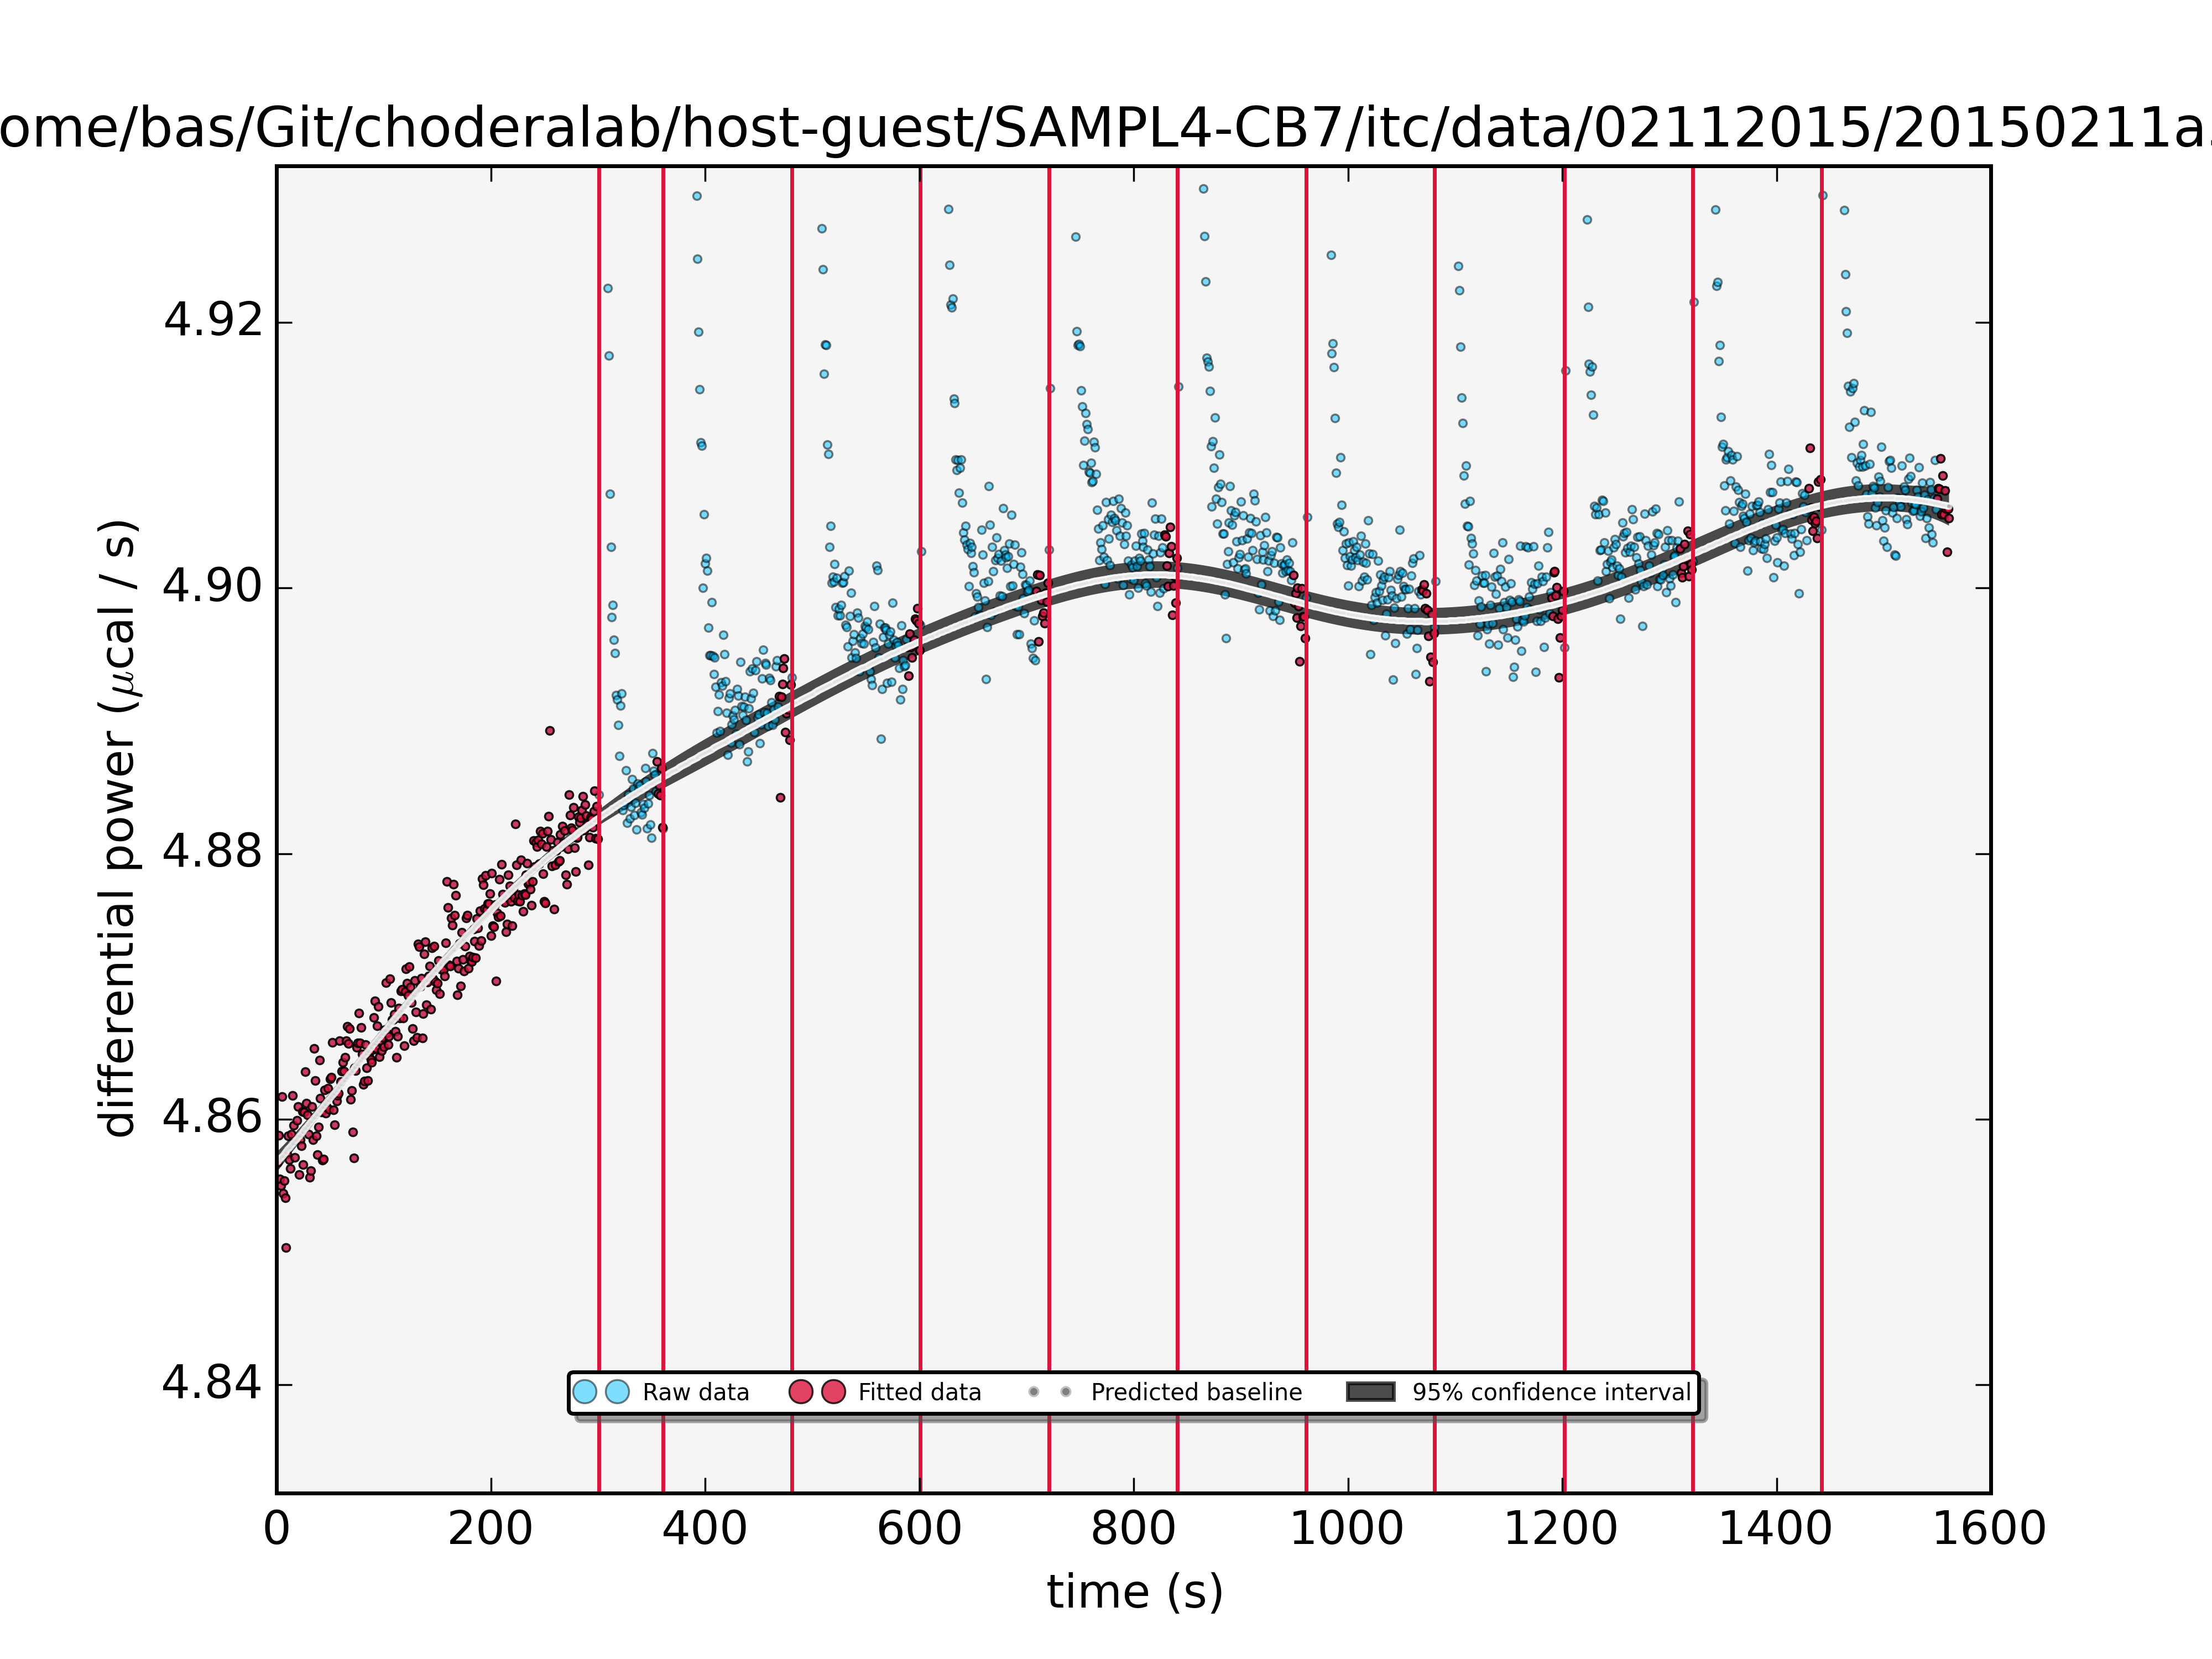 ome/bas/Git/choderalab/host-guest/SAMPL4-CB7/itc/data/02112015/20150211a
4.92
4.90
4.88
4.86
4.84
differential power (μcal / s)
Raw data Fitted data Predicted baseline 95% confidence interval
0 200 400 600 800 1000 1200 1400 1600
time (s)